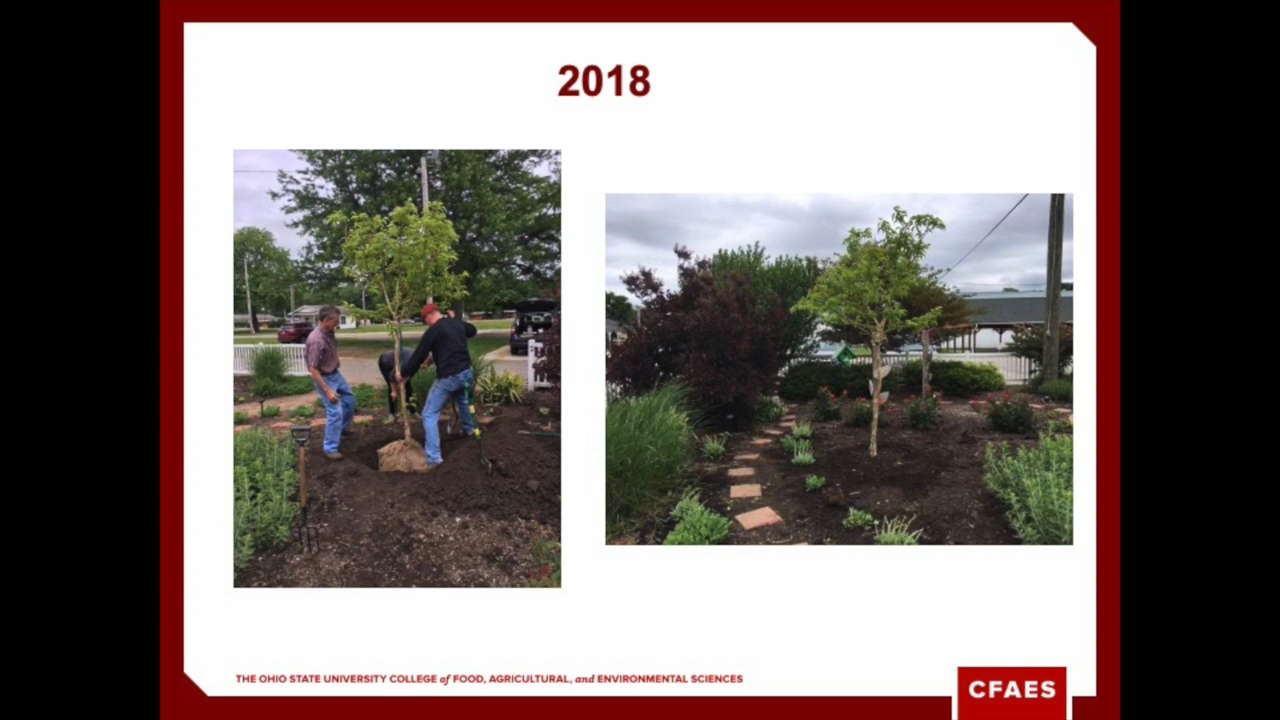 2018
THE OHIO STATE UNIVERSITY COLLEGE of FOOD, AGRICULTURAL, and ENVIRONMENTAL SCIENCES
CFAES